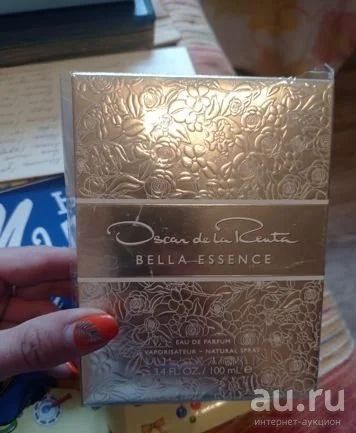 Oscar de la Renta
BELLA ESSENCE
EAU DE PARFUM
VAPORISATEUR - NATURAL SPRAY
3.4 FL.OZ. / 100 mL e
au.ru
интернет-аукцион